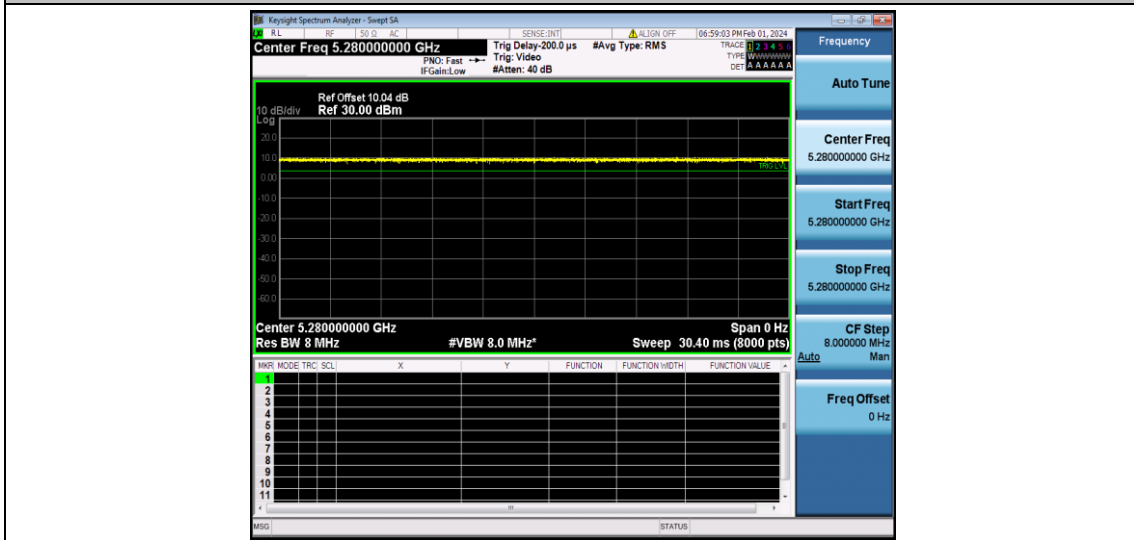 Keysight Spectrum Analyzer - Swept SA
RL RF 50 Ω AC SENSE:INT ALIGN OFF 06:59:03 PM Feb 01, 2024
Center Freq 5.280000000 GHz
PNO: Fast
IFGain:Low
Trig Delay-200.0 µs
Trig: Video
#Atten: 40 dB
#Avg Type: RMS
TRACE 1 2 3 4 5 6
TYPE WWWWWW
DET A A A A A A
Ref Offset 10.04 dB
10 dB/div Ref 30.00 dBm
Log
20.0
10.0
0.00
-10.0
-20.0
-30.0
-40.0
-50.0
-60.0
TRIG LVL
Center 5.280000000 GHz Span 0 Hz
Res BW 8 MHz #VBW 8.0 MHz* Sweep 30.40 ms (8000 pts)
MKR MODE TRC SCL X Y FUNCTION FUNCTION WIDTH FUNCTION VALUE
1
2
3
4
5
6
7
8
9
10
11
MSG STATUS
Frequency
Auto Tune
Center Freq
5.280000000 GHz
Start Freq
5.280000000 GHz
Stop Freq
5.280000000 GHz
CF Step
8.000000 MHz
Auto Man
Freq Offset
0 Hz